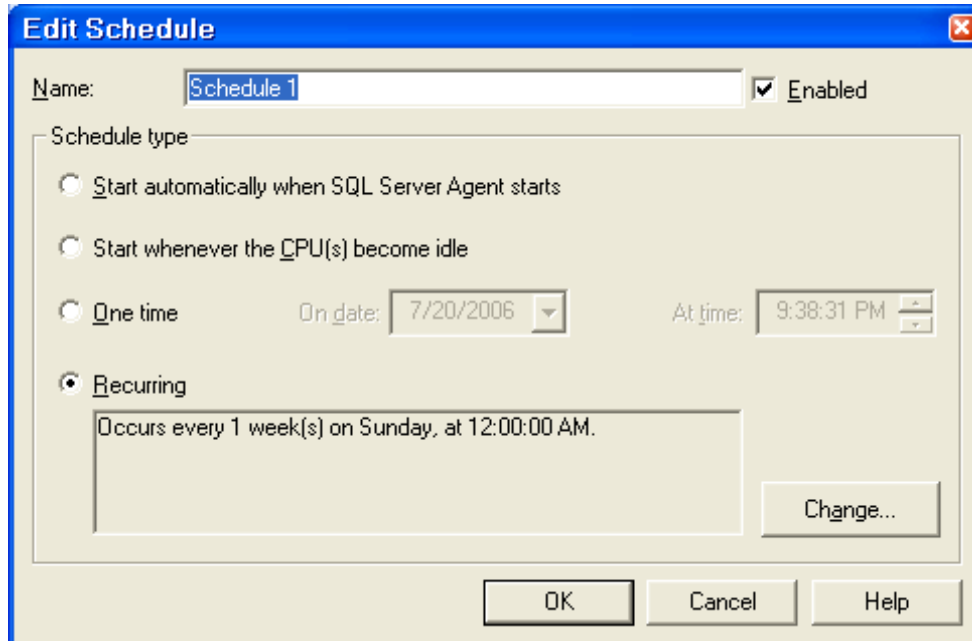 Edit Schedule
Name: Schedule 1 Enabled
Schedule type
Start automatically when SQL Server Agent starts
Start whenever the CPU(s) become idle
One time On date: 7/20/2006 At time: 9:38:31 PM
Recurring
Occurs every 1 week(s) on Sunday, at 12:00:00 AM.
Change...
OK Cancel Help